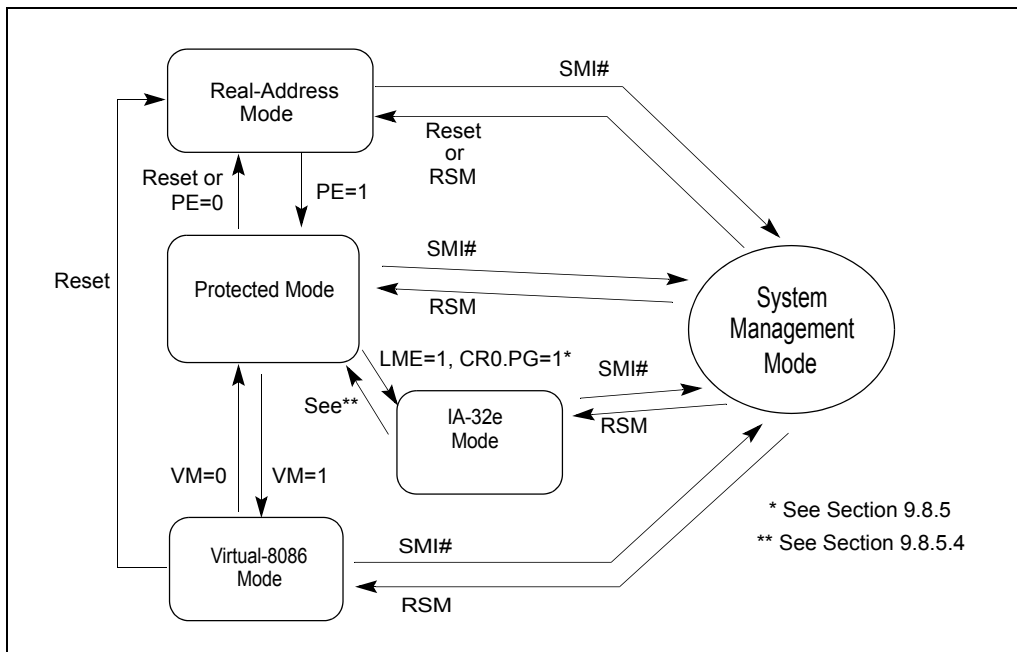 Real-Address
Mode
SMI#
Reset
or
RSM
Reset or
PE=0
PE=1
Reset
Protected Mode
SMI#
RSM
System
Management
Mode
LME=1, CR0.PG=1*
SMI#
See**
IA-32e
Mode
RSM
VM=0
VM=1
* See Section 9.8.5
** See Section 9.8.5.4
Virtual-8086
Mode
SMI#
RSM